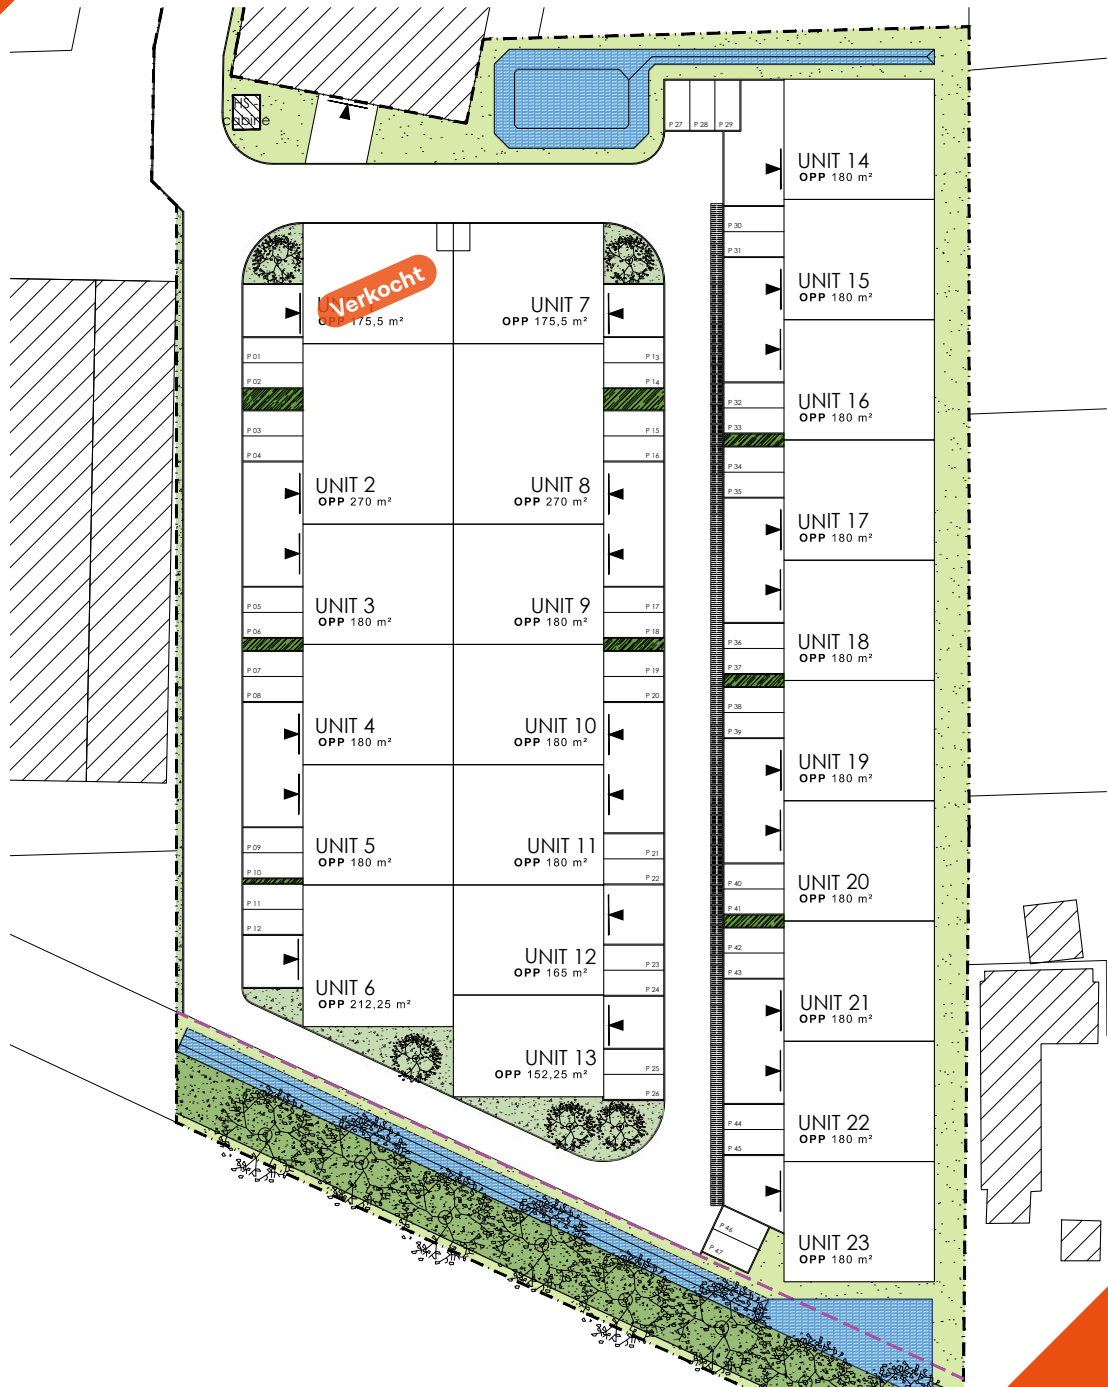 HS-
cabine
P 27
P 28
P 29
UNIT 14
OPP 180 m²
P 30
P 31
UNIT 15
OPP 180 m²
UNIT 16
OPP 180 m²
P 32
P 33
P 34
P 35
UNIT 17
OPP 180 m²
UNIT 18
OPP 180 m²
P 36
P 37
P 38
P 39
UNIT 19
OPP 180 m²
UNIT 20
OPP 180 m²
P 40
P 41
P 42
P 43
UNIT 21
OPP 180 m²
UNIT 22
OPP 180 m²
P 44
P 45
UNIT 23
OPP 180 m²
P 46
P 47
Verkocht
UNIT 1
OPP 175,5 m²
P 01
P 02
P 03
P 04
UNIT 2
OPP 270 m²
UNIT 3
OPP 180 m²
P 05
P 06
P 07
P 08
UNIT 4
OPP 180 m²
UNIT 5
OPP 180 m²
P 09
P 10
P 11
P 12
UNIT 6
OPP 212,25 m²
UNIT 7
OPP 175,5 m²
P 13
P 14
P 15
P 16
UNIT 8
OPP 270 m²
UNIT 9
OPP 180 m²
P 17
P 18
P 19
P 20
UNIT 10
OPP 180 m²
UNIT 11
OPP 180 m²
P 21
P 22
UNIT 12
OPP 165 m²
P 23
P 24
UNIT 13
OPP 152,25 m²
P 25
P 26